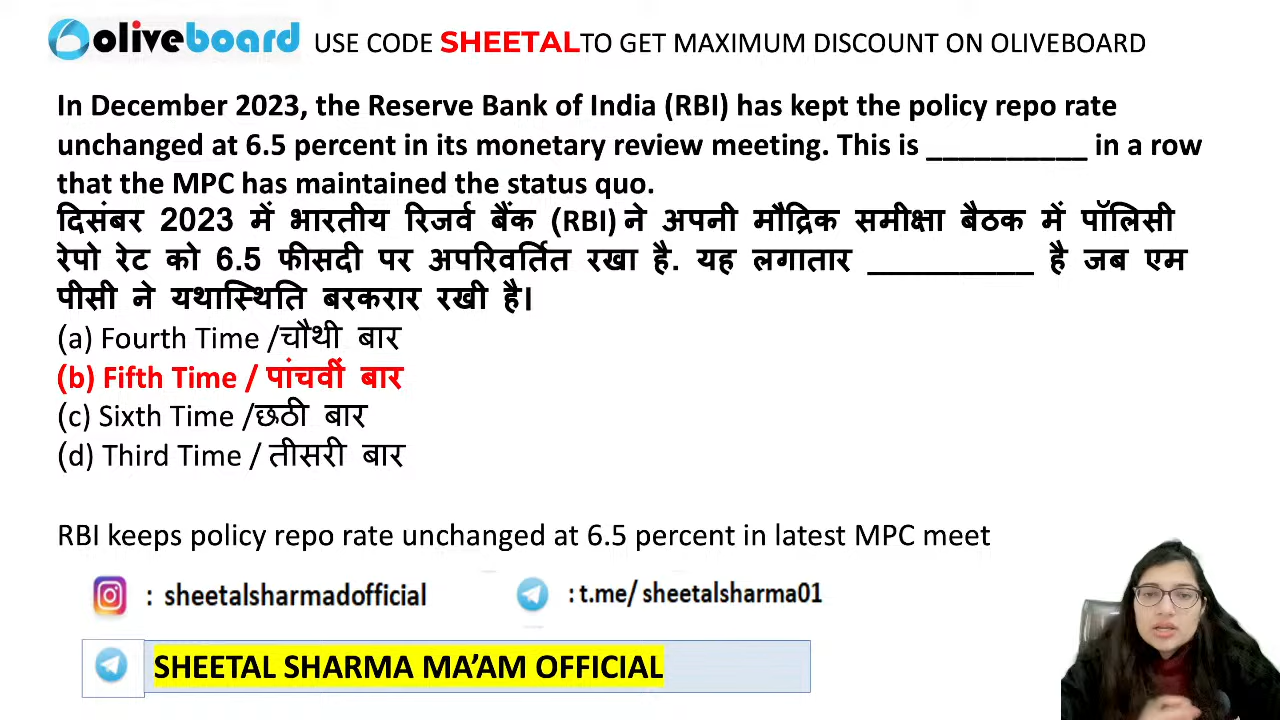 oliveboard USE CODE SHEETAL TO GET MAXIMUM DISCOUNT ON OLIVEBOARD
In December 2023, the Reserve Bank of India (RBI) has kept the policy repo rate
unchanged at 6.5 percent in its monetary review meeting. This is ___________ in a row
that the MPC has maintained the status quo.
दिसंबर 2023 में भारतीय रिजर्व बैंक (RBI) ने अपनी मौद्रिक समीक्षा बैठक में पॉलिसी
रेपो रेट को 6.5 फीसदी पर अपरिवर्तित रखा है. यह लगातार ___________ है जब एम
पीसी ने यथास्थिति बरकरार रखी है।
(a) Fourth Time /चौथी बार
(b) Fifth Time / पांचवीं बार
(c) Sixth Time /छठी बार
(d) Third Time / तीसरी बार
RBI keeps policy repo rate unchanged at 6.5 percent in latest MPC meet
: sheetalsharmadofficial : t.me/ sheetalsharma01
SHEETAL SHARMA MA’AM OFFICIAL